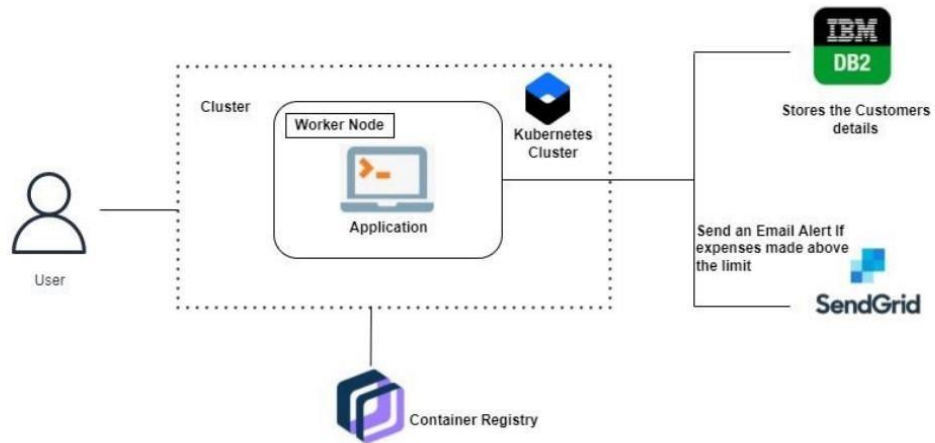 IBM
DB2
Stores the Customers
details
Cluster
Worker Node
Kubernetes
Cluster
Application
User
Send an Email Alert If
expenses made above
the limit
SendGrid
Container Registry